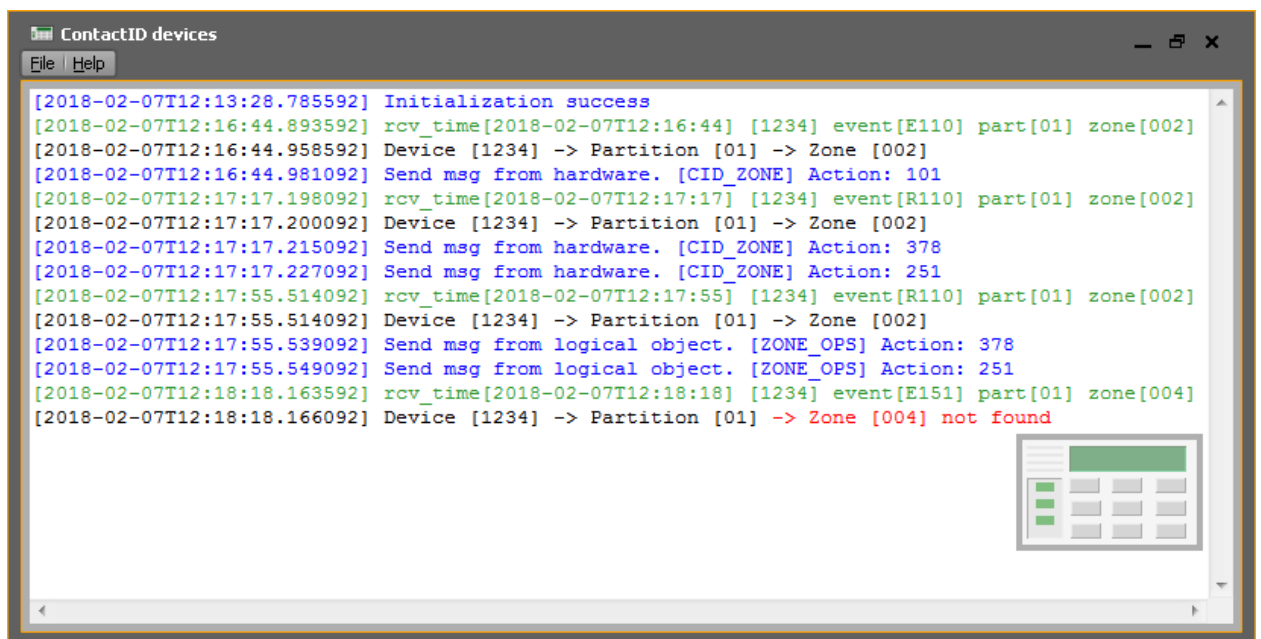 ContactID devices
File Help
[2018-02-07T12:13:28.785592] Initialization success
[2018-02-07T12:16:44.893592] rcv_time[2018-02-07T12:16:44] [1234] event[E110] part[01] zone[002]
[2018-02-07T12:16:44.958592] Device [1234] -> Partition [01] -> Zone [002]
[2018-02-07T12:16:44.981092] Send msg from hardware. [CID_ZONE] Action: 101
[2018-02-07T12:17:17.198092] rcv_time[2018-02-07T12:17:17] [1234] event[R110] part[01] zone[002]
[2018-02-07T12:17:17.200092] Device [1234] -> Partition [01] -> Zone [002]
[2018-02-07T12:17:17.215092] Send msg from hardware. [CID_ZONE] Action: 378
[2018-02-07T12:17:17.227092] Send msg from hardware. [CID_ZONE] Action: 251
[2018-02-07T12:17:55.514092] rcv_time[2018-02-07T12:17:55] [1234] event[R110] part[01] zone[002]
[2018-02-07T12:17:55.514092] Device [1234] -> Partition [01] -> Zone [002]
[2018-02-07T12:17:55.539092] Send msg from logical object. [ZONE_OPS] Action: 378
[2018-02-07T12:17:55.549092] Send msg from logical object. [ZONE_OPS] Action: 251
[2018-02-07T12:18:18.163592] rcv_time[2018-02-07T12:18:18] [1234] event[E151] part[01] zone[004]
[2018-02-07T12:18:18.166092] Device [1234] -> Partition [01] -> Zone [004] not found